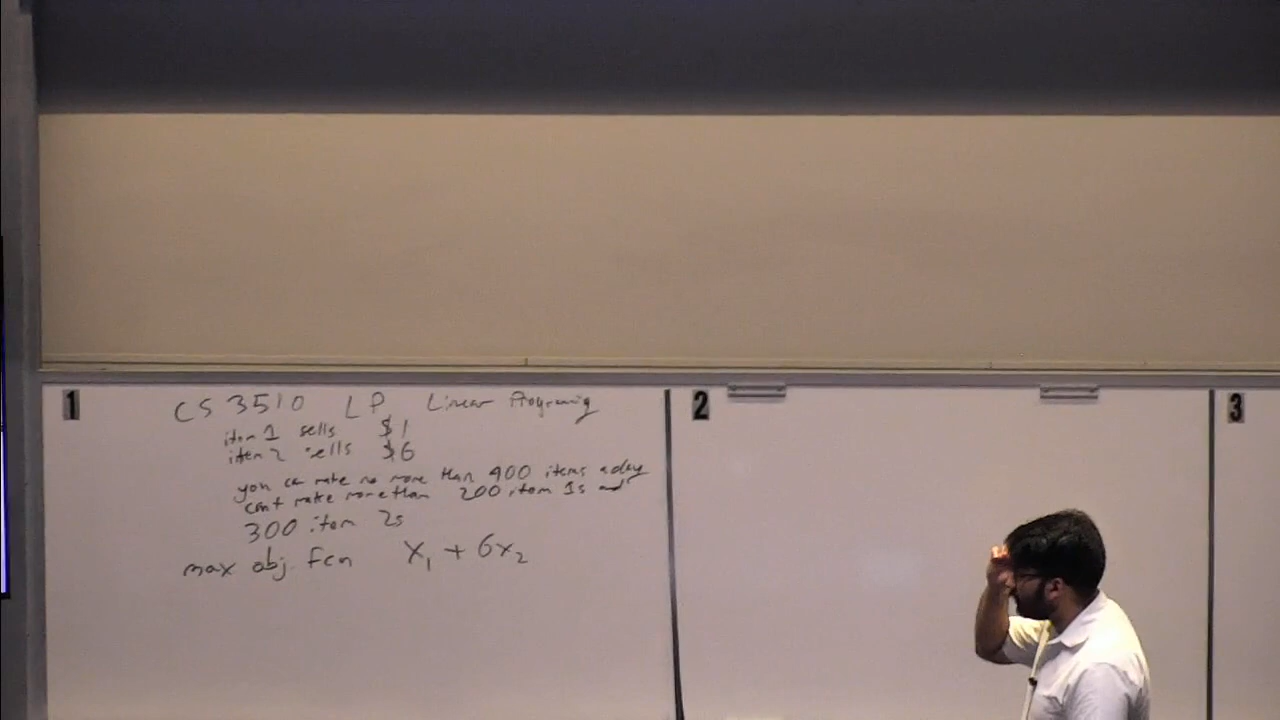 1
CS 3510 LP Linear Programing
item 1 sells $1
item 2 sells $6
you can make no more than 400 items a day
can't make more than 200 item 1s and
300 item 2s
max obj. fcn x₁ + 6x₂
2
3